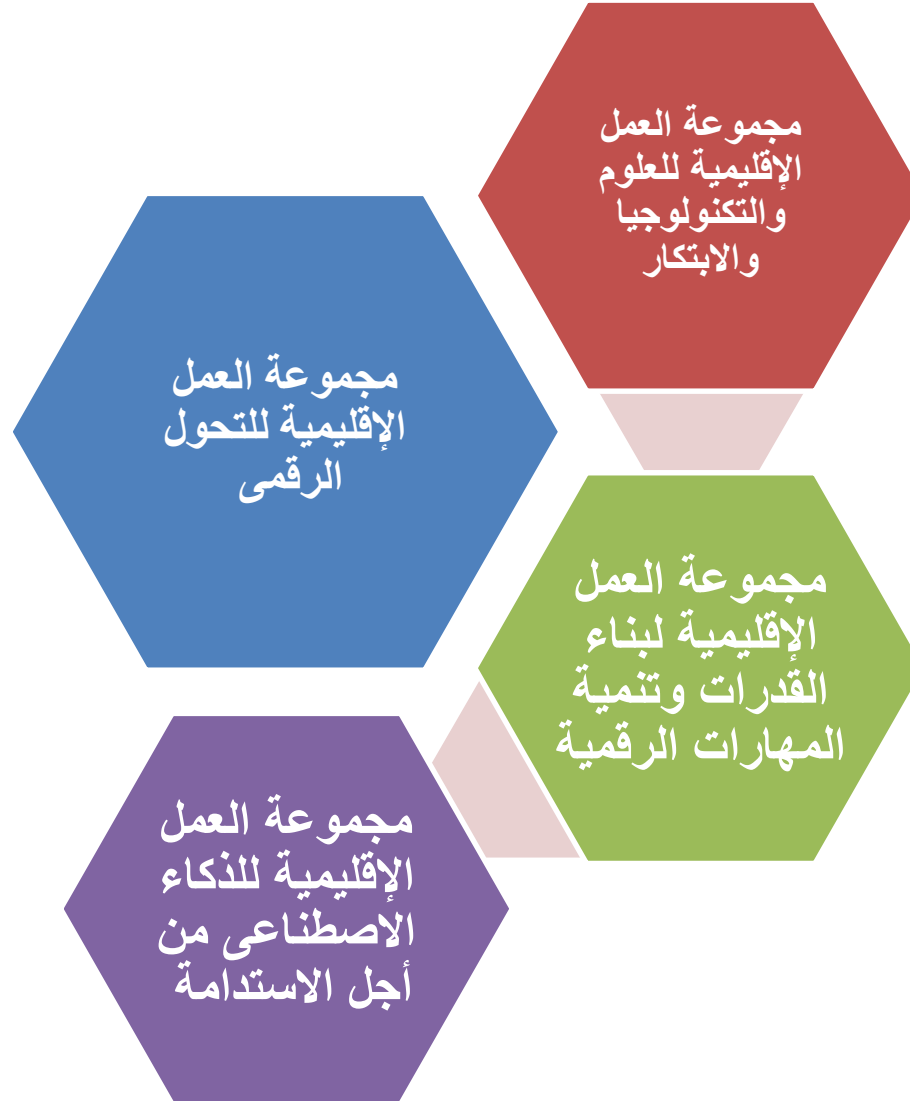 مجموعة العمل
الإقليمية للعلوم
والتكنولوجيا
والابتكار
مجموعة العمل
الإقليمية للتحول
الرقمى
مجموعة العمل
الإقليمية لبناء
القدرات وتنمية
المهارات الرقمية
مجموعة العمل
الإقليمية للذكاء
الاصطناعى من
أجل الاستدامة